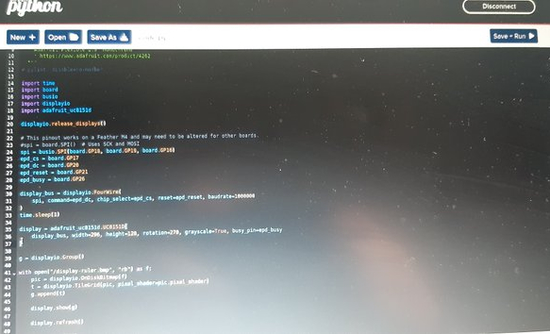 python
Disconnect
New +
Open
Save As
Save + Run
10 * https://www.adafruit.com/product/4262
11
12
13
14 import time
15 import board
16 import busio
17 import displayio
18 import adafruit_uc8151d
19
20 displayio.release_displays()
21
22 # This pinout works on a Feather M4 and may need to be altered for other boards.
23 #spi = board.SPI() # Uses SCK and MOSI
24 spi = busio.SPI(board.GP18, board.GP19, board.GP16)
25 epd_cs = board.GP17
26 epd_dc = board.GP20
27 epd_reset = board.GP21
28 epd_busy = board.GP26
29
30 display_bus = displayio.FourWire(
31 spi, command=epd_dc, chip_select=epd_cs, reset=epd_reset, baudrate=1000000
32 )
33 time.sleep(1)
34
35 display = adafruit_uc8151d.UC8151D(
36 display_bus, width=296, height=128, rotation=270, grayscale=True, busy_pin=epd_busy
37 )
38
39 g = displayio.Group()
40
41 with open("/display-ruler.bmp", "rb") as f:
42 pic = displayio.OnDiskBitmap(f)
43 t = displayio.TileGrid(pic, pixel_shader=pic.pixel_shader)
44 g.append(t)
45
46 display.show(g)
47
48 display.refresh()
49